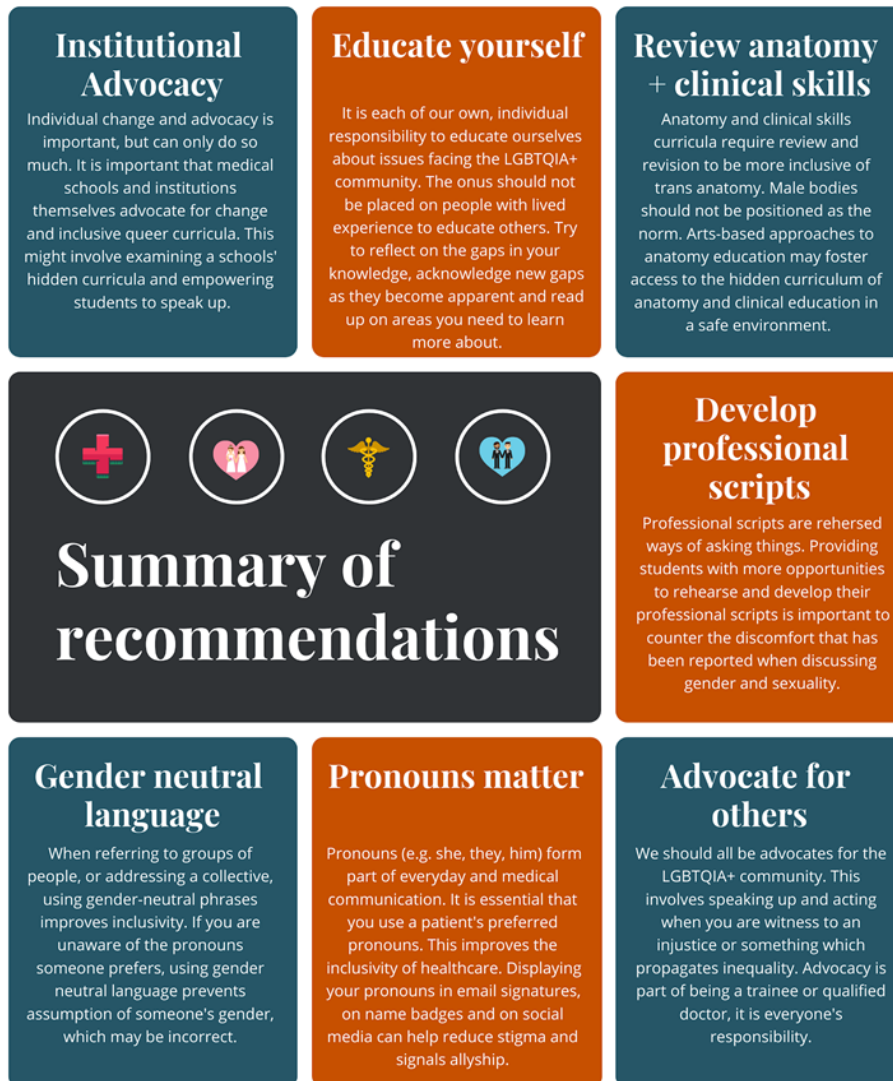 Institutional
Advocacy
Individual change and advocacy is
important, but can only do so
much. It is important that medical
schools and institutions
themselves advocate for change
and inclusive queer curricula. This
might involve examining a schools'
hidden curricula and empowering
students to speak up.
Educate yourself
It is each of our own, individual
responsibility to educate ourselves
about issues facing the LGBTQIA+
community. The onus should not
be placed on people with lived
experience to educate others. Try
to reflect on the gaps in your
knowledge, acknowledge new gaps
as they become apparent and read
up on areas you need to learn
more about.
Review anatomy
+ clinical skills
Anatomy and clinical skills
curricula require review and
revision to be more inclusive of
trans anatomy. Male bodies
should not be positioned as the
norm. Arts-based approaches to
anatomy education may foster
access to the hidden curriculum of
anatomy and clinical education in
a safe environment.
Summary of
recommendations
Develop
professional
scripts
Professional scripts are rehersed
ways of asking things. Providing
students with more opportunities
to rehearse and develop their
professional scripts is important to
counter the discomfort that has
been reported when discussing
gender and sexuality.
Gender neutral
language
When referring to groups of
people, or addressing a collective,
using gender-neutral phrases
improves inclusivity. If you are
unaware of the pronouns
someone prefers, using gender
neutral language prevents
assumption of someone's gender,
which may be incorrect.
Pronouns matter
Pronouns (e.g. she, they, him) form
part of everyday and medical
communication. It is essential that
you use a patient's preferred
pronouns. This improves the
inclusivity of healthcare. Displaying
your pronouns in email signatures,
on name badges and on social
media can help reduce stigma and
signals allyship.
Advocate for
others
We should all be advocates for the
LGBTQIA+ community. This
involves speaking up and acting
when you are witness to an
injustice or something which
propagates inequality. Advocacy is
part of being a trainee or qualified
doctor, it is everyone's
responsibility.